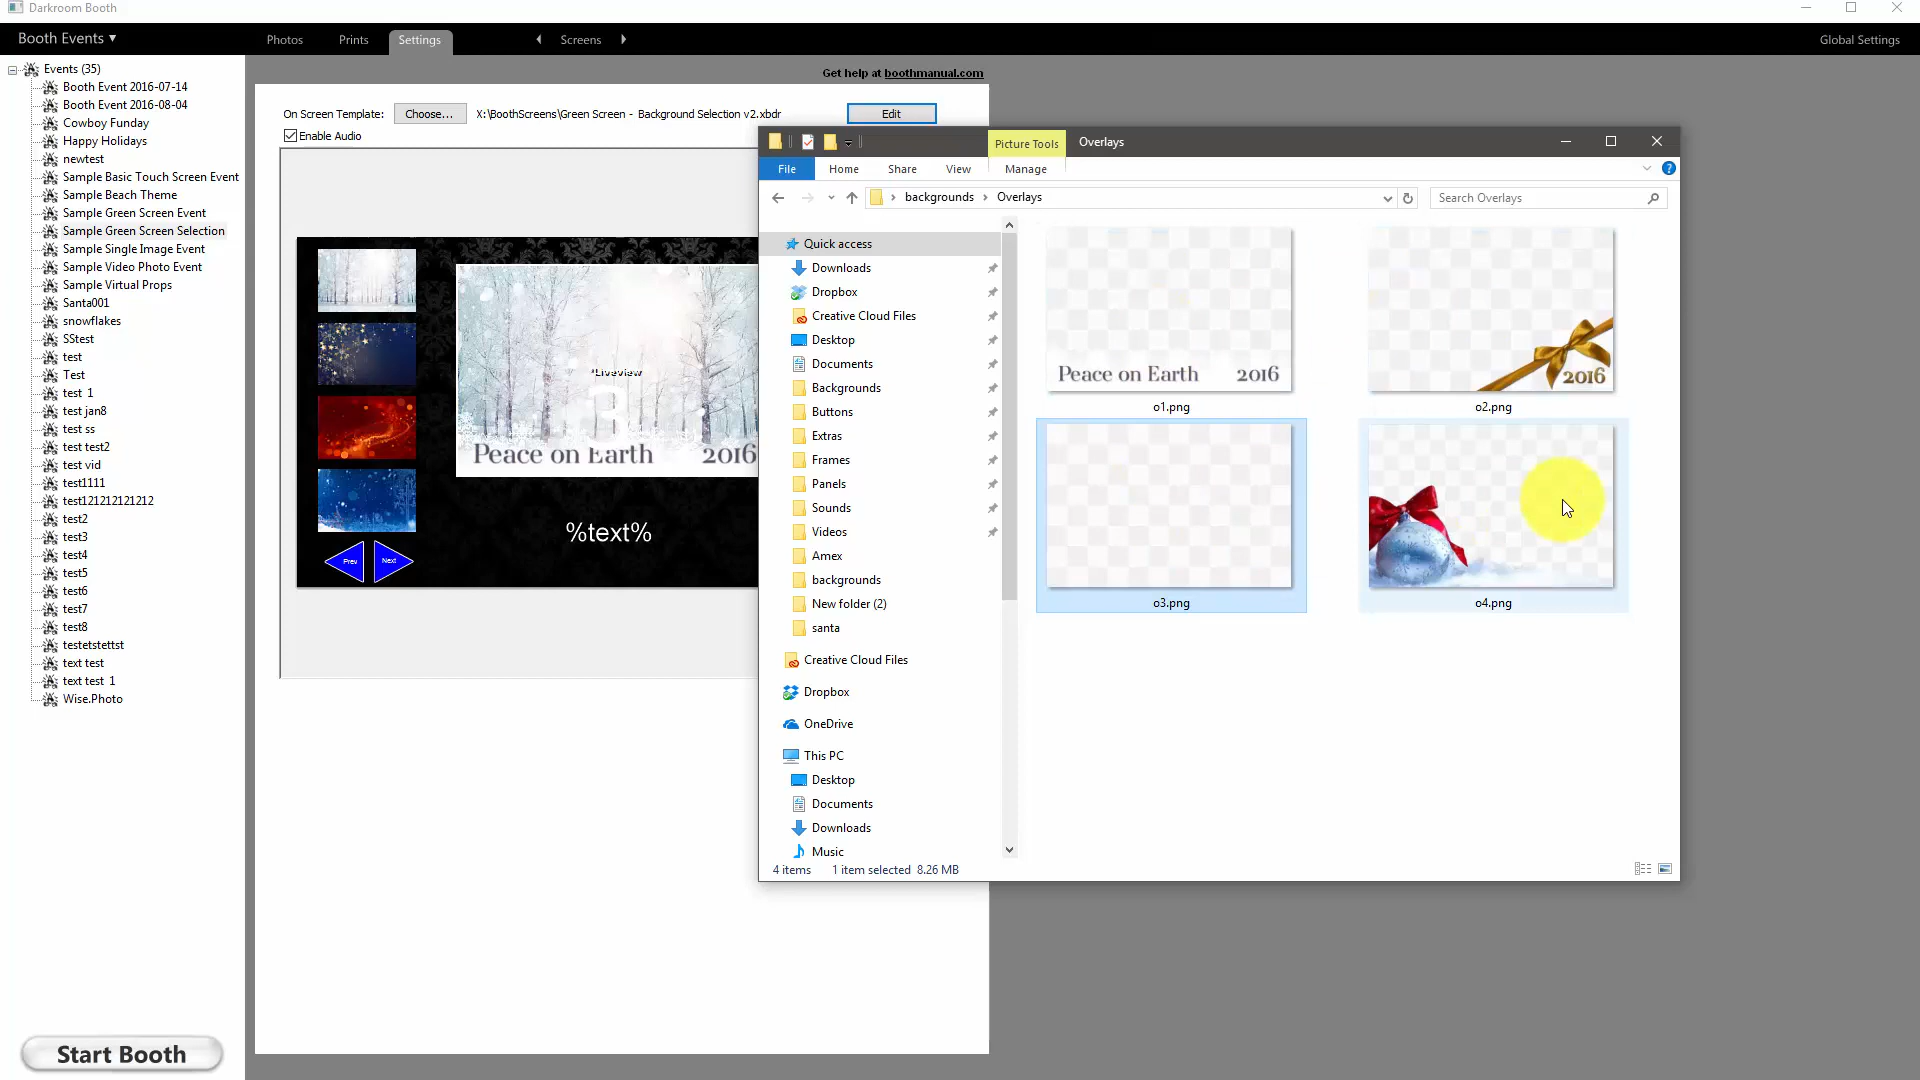 Darkroom Booth
Booth Events ▾
Photos
Prints
Settings
Screens
Global Settings
Events (35)
Booth Event 2016-07-14
Booth Event 2016-08-04
Cowboy Funday
Happy Holidays
newtest
Sample Basic Touch Screen Event
Sample Beach Theme
Sample Green Screen Event
Sample Green Screen Selection
Sample Single Image Event
Sample Video Photo Event
Sample Virtual Props
Santa001
snowflakes
SStest
test
Test
test 1
test jan8
test ss
test test2
test vid
test1111
test121212121212
test2
test3
test4
test5
test6
test7
test8
testetstettst
text test
text test 1
Wise.Photo
Start Booth
Get help at boothmanual.com
On Screen Template:
Choose...
X:\BoothScreens\Green Screen - Background Selection v2.xbdr
Edit
Enable Audio
*Liveview
3
Peace on Earth 2016
%text%
Prev
Next
Picture Tools
Overlays
File
Home
Share
View
Manage
backgrounds
Overlays
Search Overlays
Quick access
Downloads
Dropbox
Creative Cloud Files
Desktop
Documents
Backgrounds
Buttons
Extras
Frames
Panels
Sounds
Videos
Amex
backgrounds
New folder (2)
santa
Creative Cloud Files
Dropbox
OneDrive
This PC
Desktop
Documents
Downloads
Music
Peace on Earth 2016
o1.png
2016
o2.png
o3.png
o4.png
4 items
1 item selected 8.26 MB